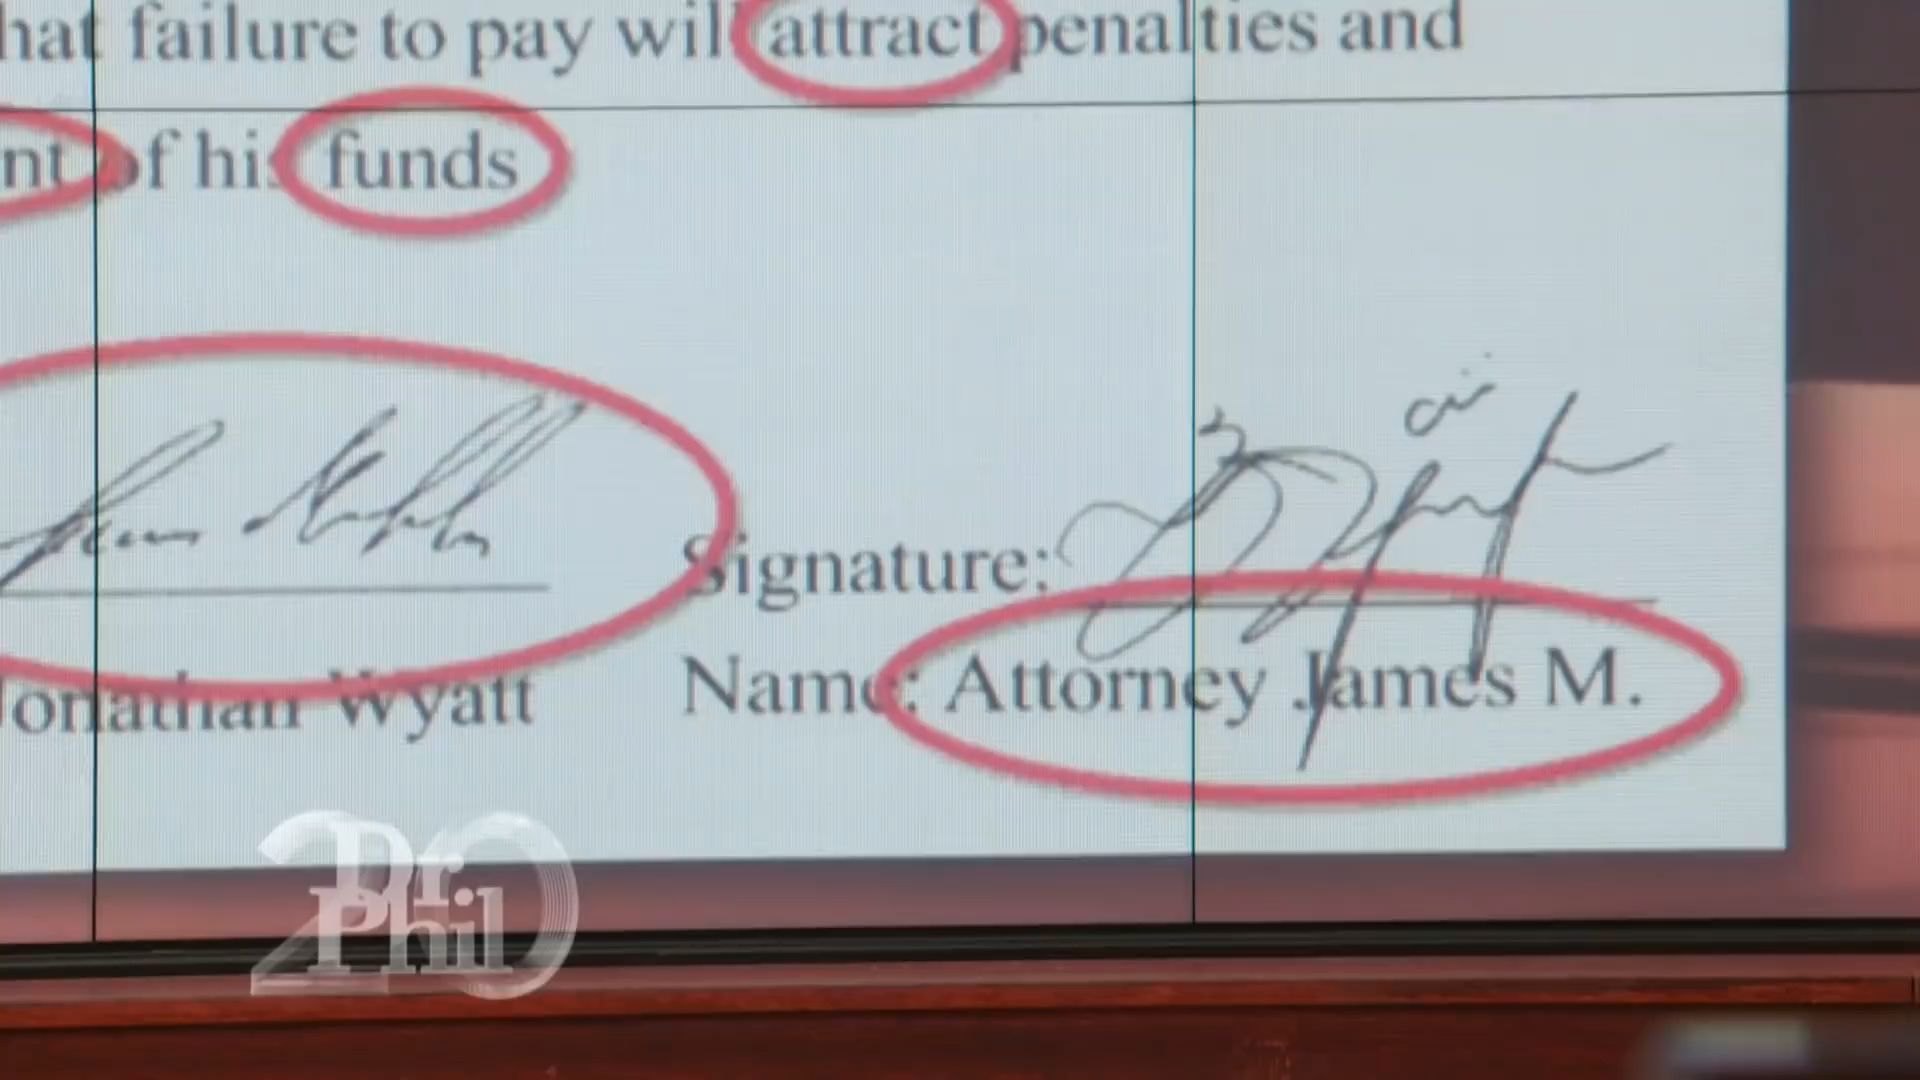 hat failure to pay will attract penalties and
nt of his funds
Signature:
Jonathan Wyatt
Name: Attorney James M.
20
Dr. Phil